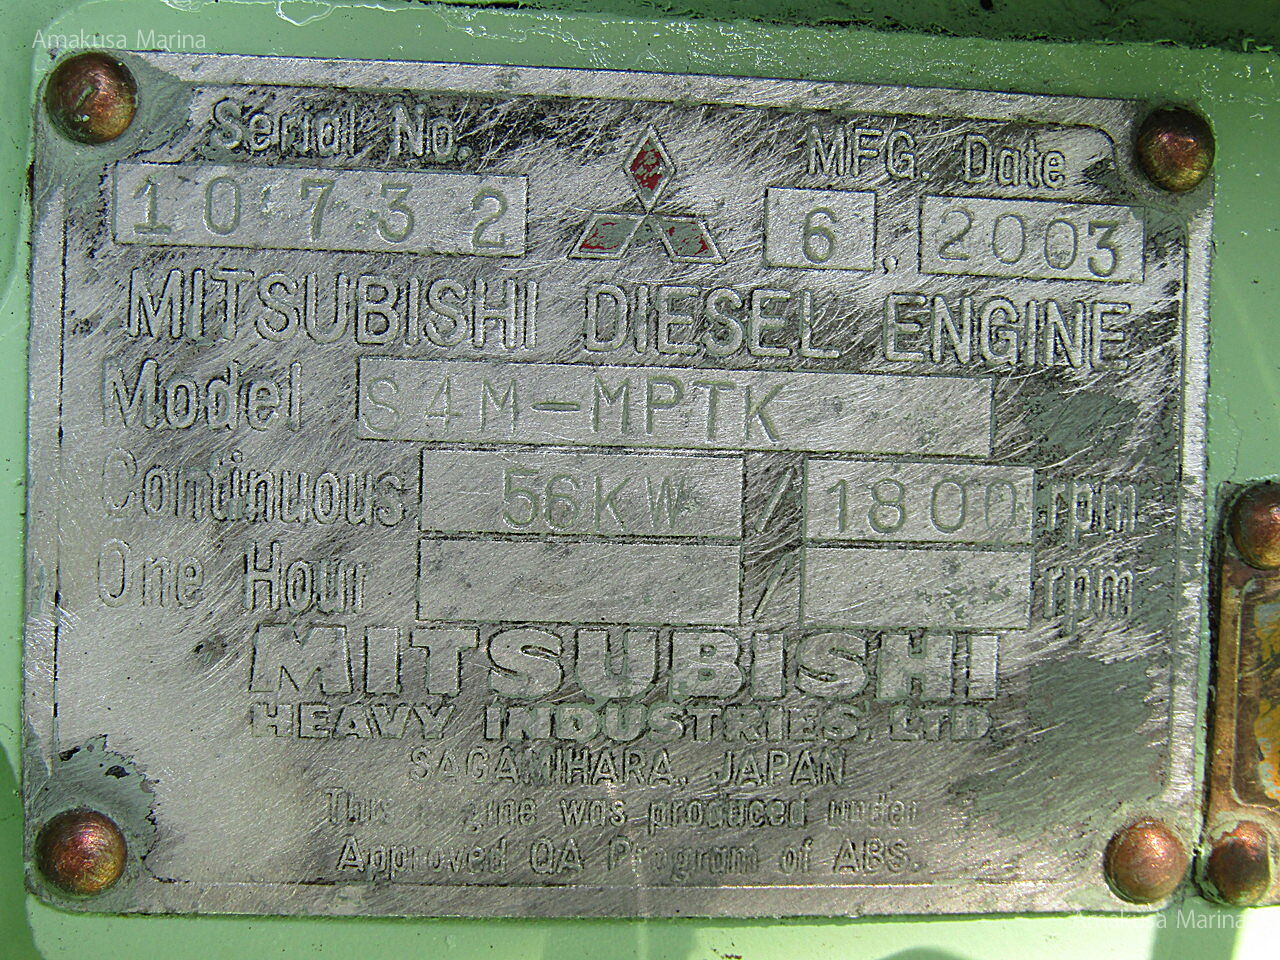 Amakusa Marina
Serial No. MFG. Date
10732 6, 2003
MITSUBISHI DIESEL ENGINE
Model S4M-MPTK
Continuous 56KW / 1800 rpm
One Hour / rpm
MITSUBISHI
HEAVY INDUSTRIES, LTD.
SAGAMIHARA, JAPAN
This engine was produced under
Approved QA Program of ABS.
Amakusa Marina